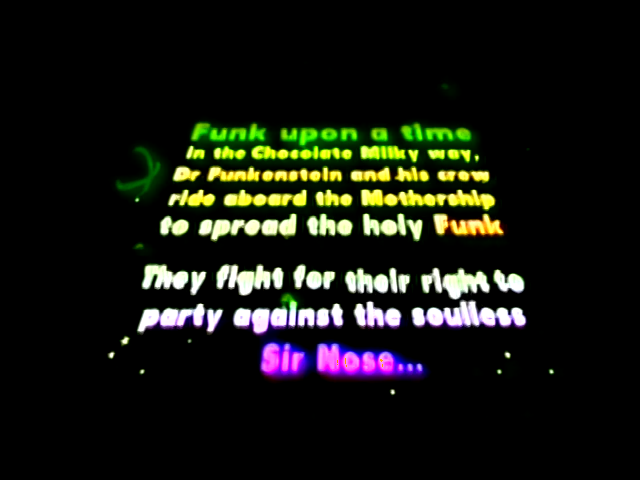 Funk upon a time
in the Chocolate Milky way,
Dr Funkenstein and his crew
ride aboard the Mothership
to spread the holy Funk
They fight for their right to
party against the soulless
Sir Nose...